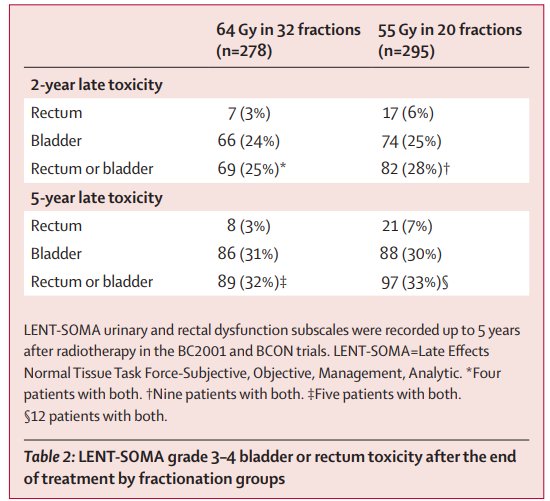 64 Gy in 32 fractions 55 Gy in 20 fractions
(n=278) (n=295)
2-year late toxicity
Rectum 7 (3%) 17 (6%)
Bladder 66 (24%) 74 (25%)
Rectum or bladder 69 (25%)* 82 (28%)†
5-year late toxicity
Rectum 8 (3%) 21 (7%)
Bladder 86 (31%) 88 (30%)
Rectum or bladder 89 (32%)‡ 97 (33%)§
LENT-SOMA urinary and rectal dysfunction subscales were recorded up to 5 years
after radiotherapy in the BC2001 and BCON trials. LENT-SOMA=Late Effects
Normal Tissue Task Force-Subjective, Objective, Management, Analytic. *Four
patients with both. †Nine patients with both. ‡Five patients with both.
§12 patients with both.
Table 2: LENT-SOMA grade 3–4 bladder or rectum toxicity after the end
of treatment by fractionation groups